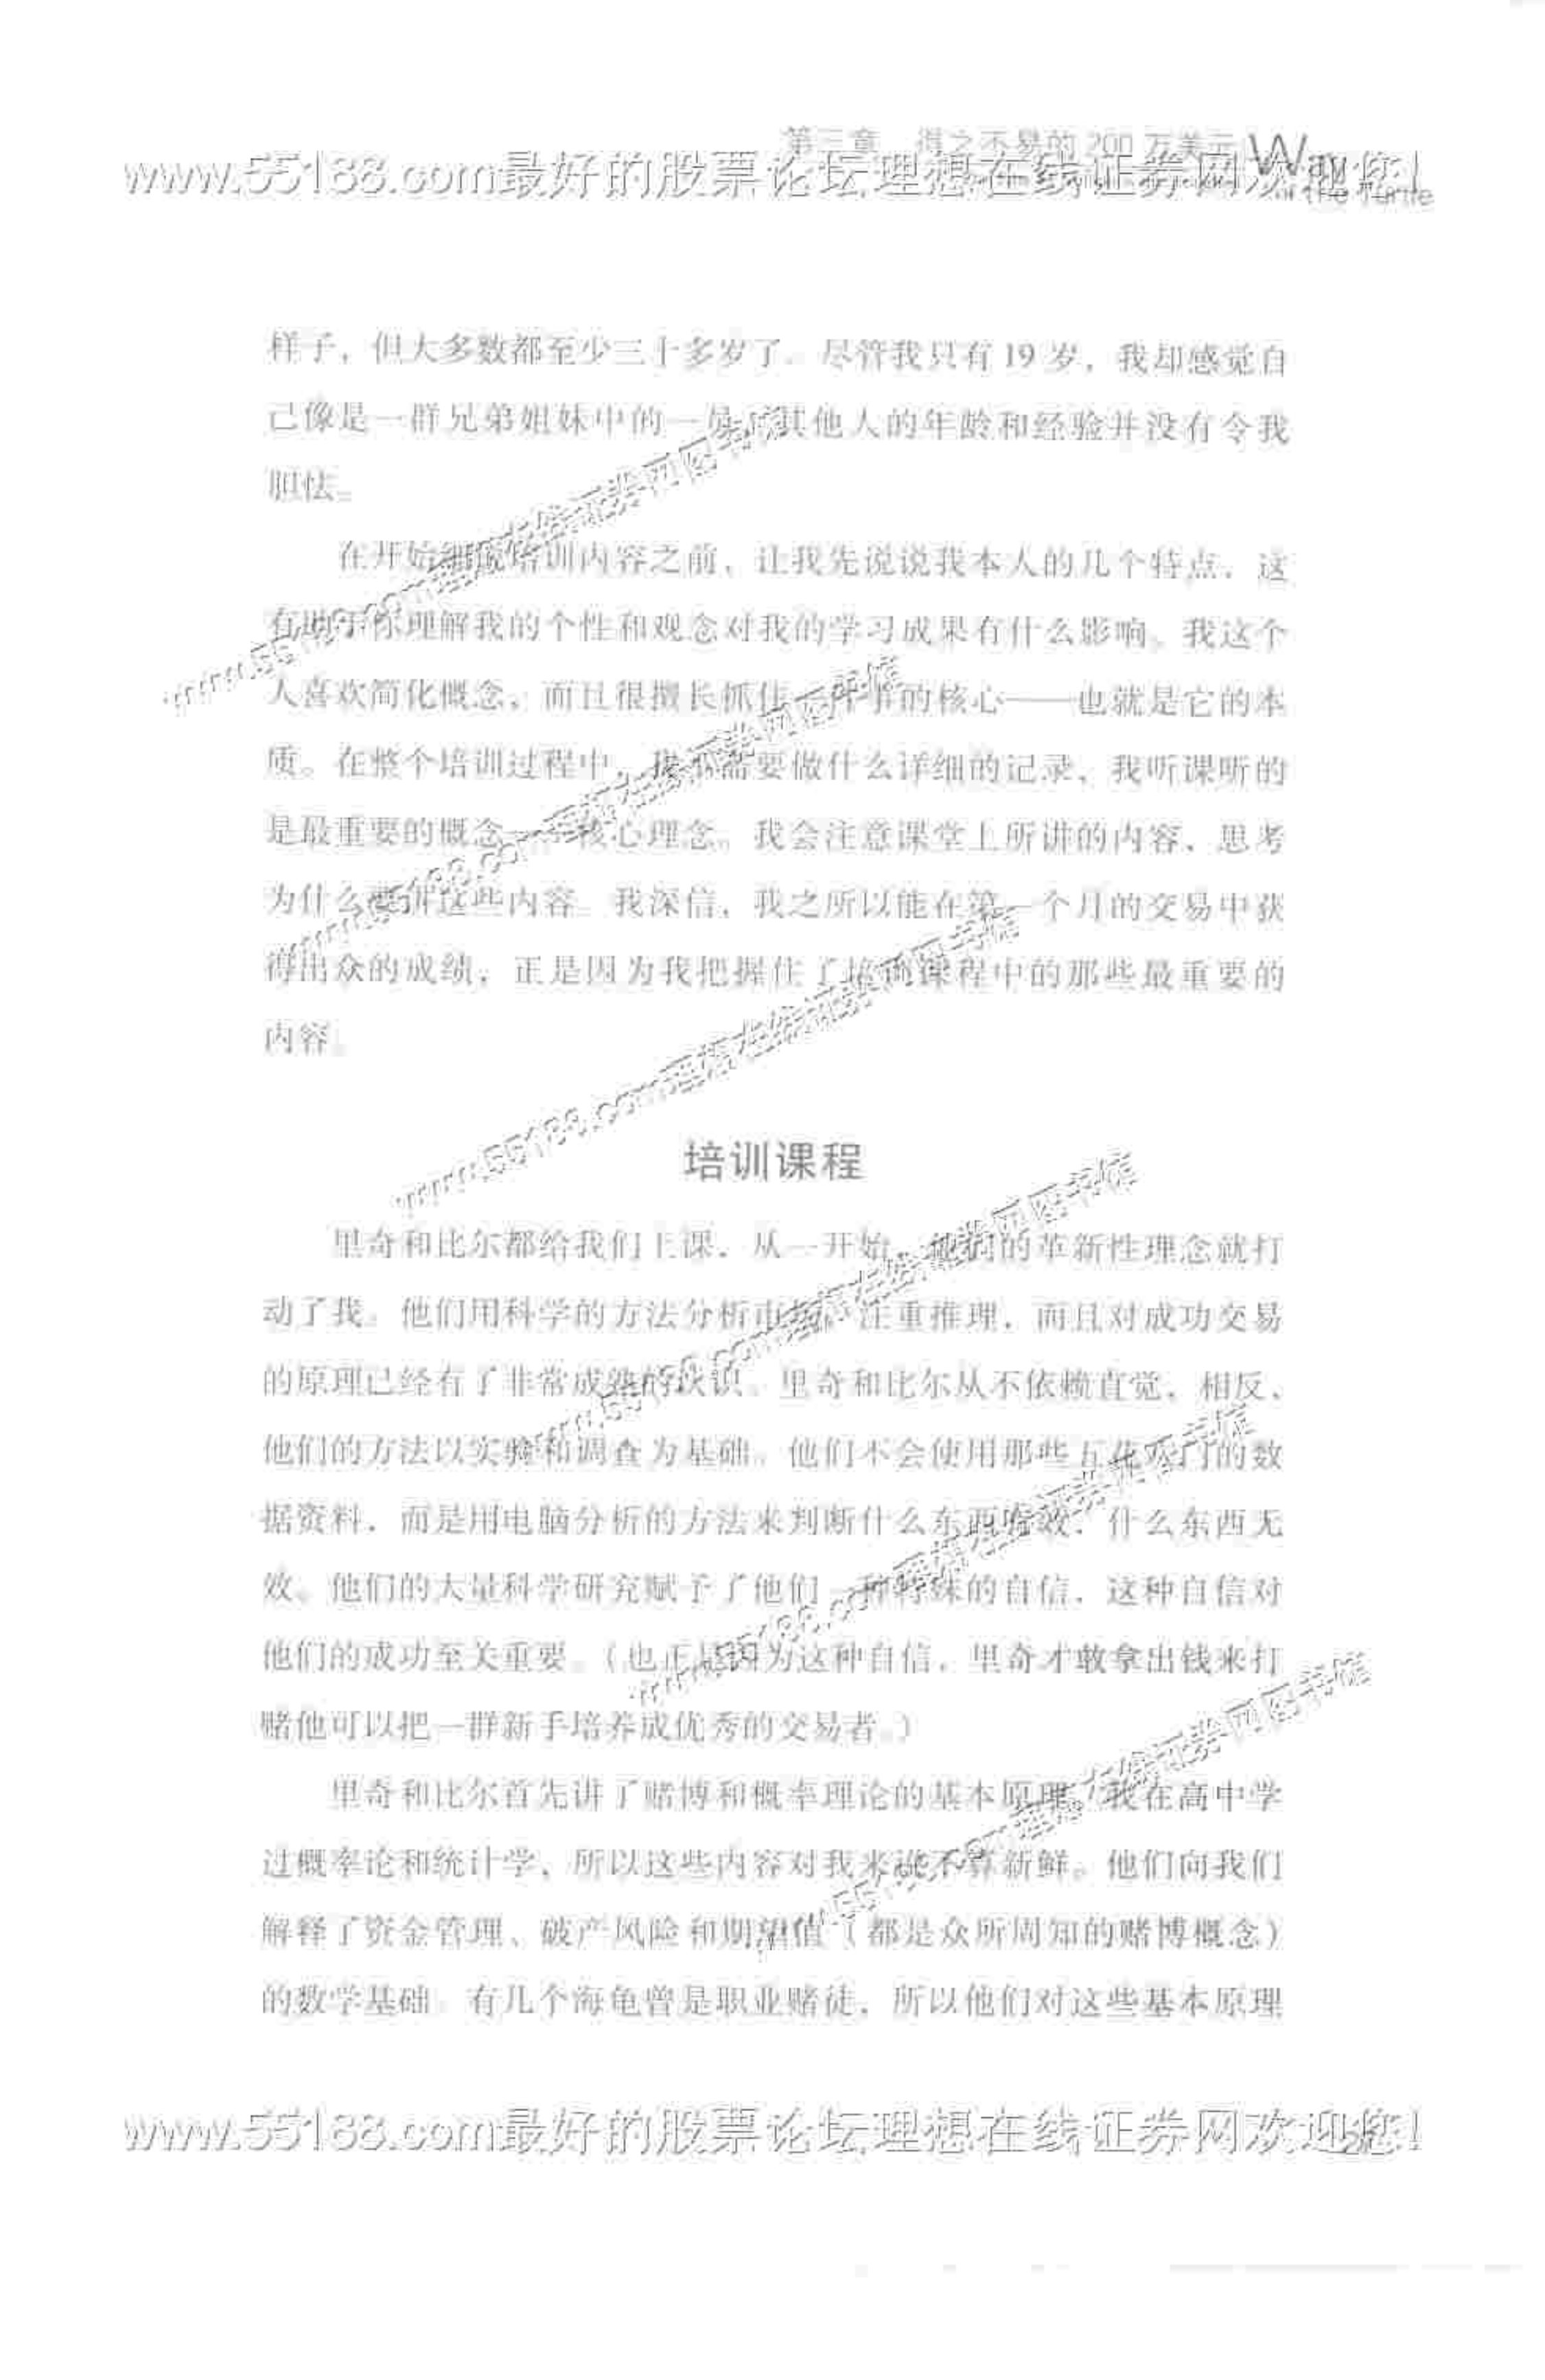 第三章 得之不易的 200 万美元 Way
of the Turtle
www.55188.com最好的股票论坛理想在线证券网欢迎您!
样子，但大多数都至少三十多岁了。尽管我只有 19 岁，我却感觉自
己像是一群兄弟姐妹中的一员，其他人的年龄和经验并没有令我
胆怯。
在开始细说培训内容之前，让我先说说我本人的几个特点，这
有助于你理解我的个性和观念对我的学习成果有什么影响。我这个
人喜欢简化概念，而且很擅长抓住一件事的核心——也就是它的本
质。在整个培训过程中，我不需要做什么详细的记录，我听课听的
是最重要的概念——核心理念。我会注意课堂上所讲的内容，思考
为什么要讲这些内容。我深信，我之所以能在第一个月的交易中获
得出众的成绩，正是因为我把握住了培训课程中的那些最重要的
内容。
培训课程
里奇和比尔都给我们上课，从一开始，他们的革新性理念就打
动了我。他们用科学的方法分析市场，注重推理，而且对成功交易
的原理已经有了非常成熟的认识。里奇和比尔从不依赖直觉，相反，
他们的方法以实验和调查为基础。他们不会使用那些五花八门的数
据资料，而是用电脑分析的方法来判断什么东西有效，什么东西无
效。他们的大量科学研究赋予了他们一种特殊的自信，这种自信对
他们的成功至关重要。（也正是因为这种自信，里奇才敢拿出钱来打
赌他可以把一群新手培养成优秀的交易者。）
里奇和比尔首先讲了赌博和概率理论的基本原理。我在高中学
过概率论和统计学，所以这些内容对我来说不算新鲜。他们向我们
解释了资金管理、破产风险和期望值（都是众所周知的赌博概念）
的数学基础。有几个海龟曾是职业赌徒，所以他们对这些基本原理
www.55188.com最好的股票论坛理想在线证券网欢迎您!